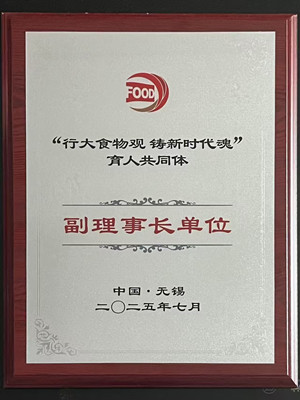 FOOD
“行大食物观 铸新时代魂”
育人共同体
副理事长单位
中国·无锡
二〇二五年七月